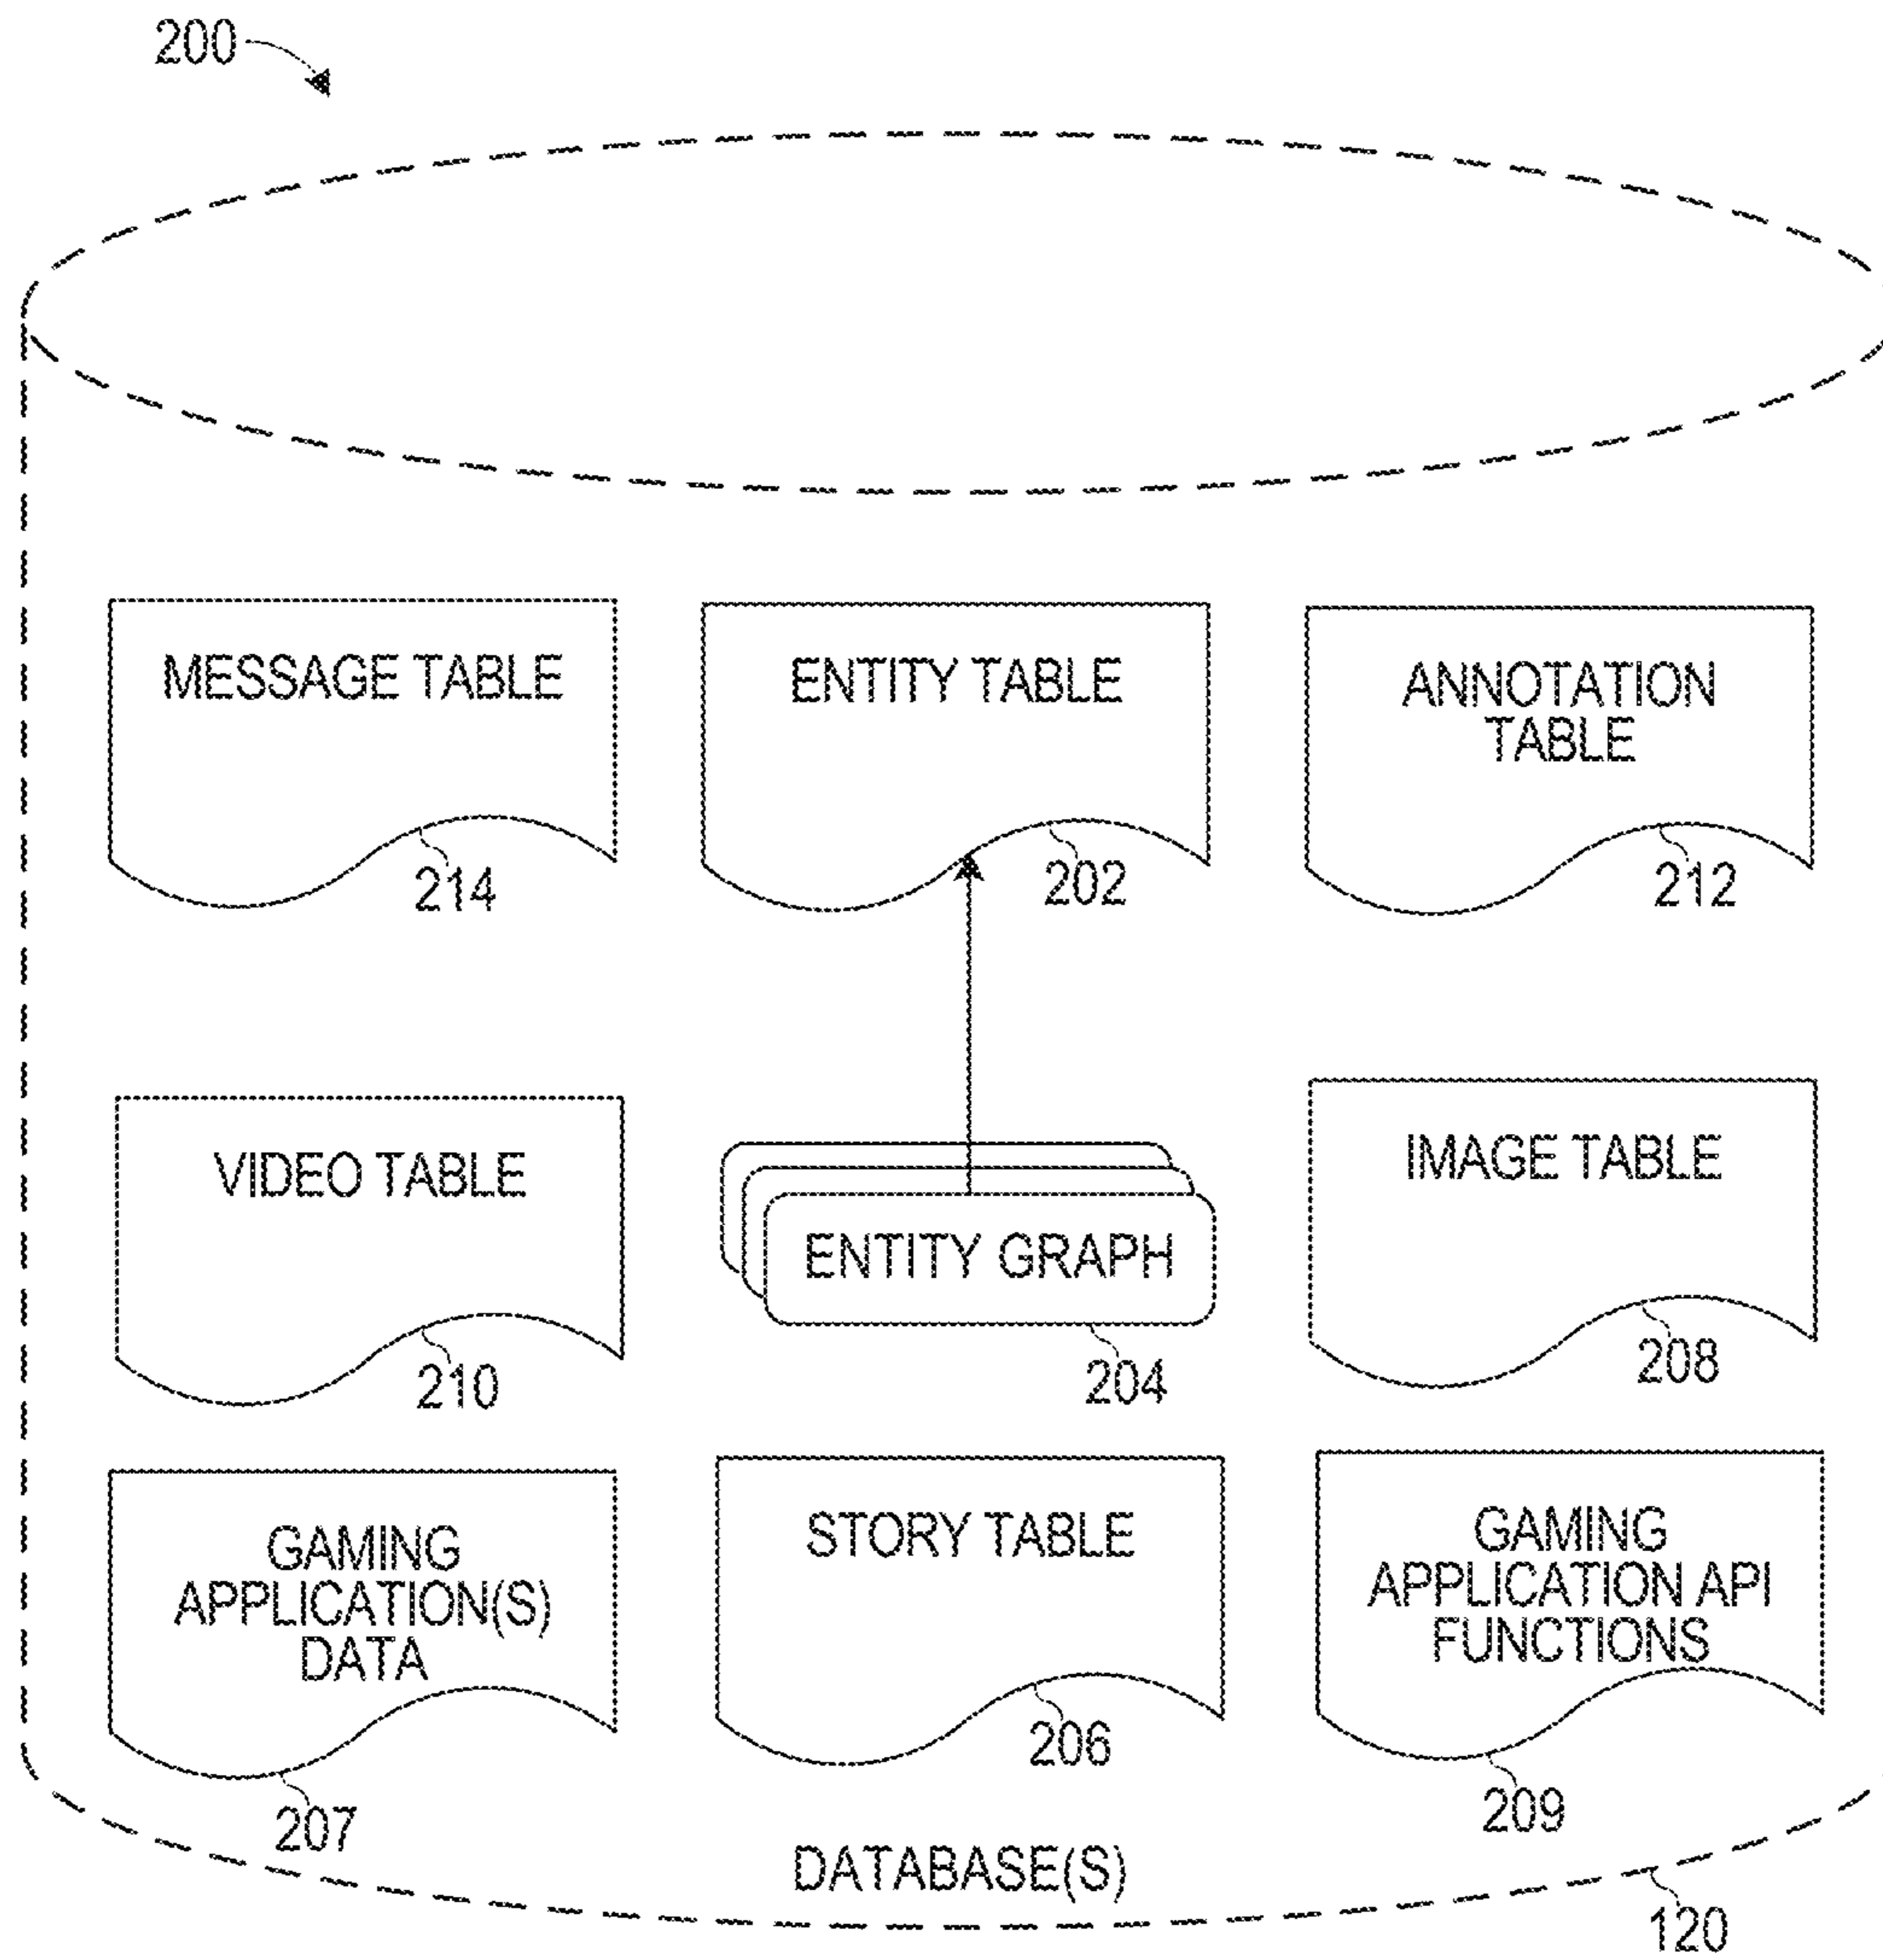 200
MESSAGE TABLE
214
ENTITY TABLE
202
ANNOTATION
TABLE
212
VIDEO TABLE
210
ENTITY GRAPH
204
IMAGE TABLE
208
GAMING
APPLICATION(S)
DATA
207
STORY TABLE
206
GAMING
APPLICATION API
FUNCTIONS
209
DATABASE(S)
120